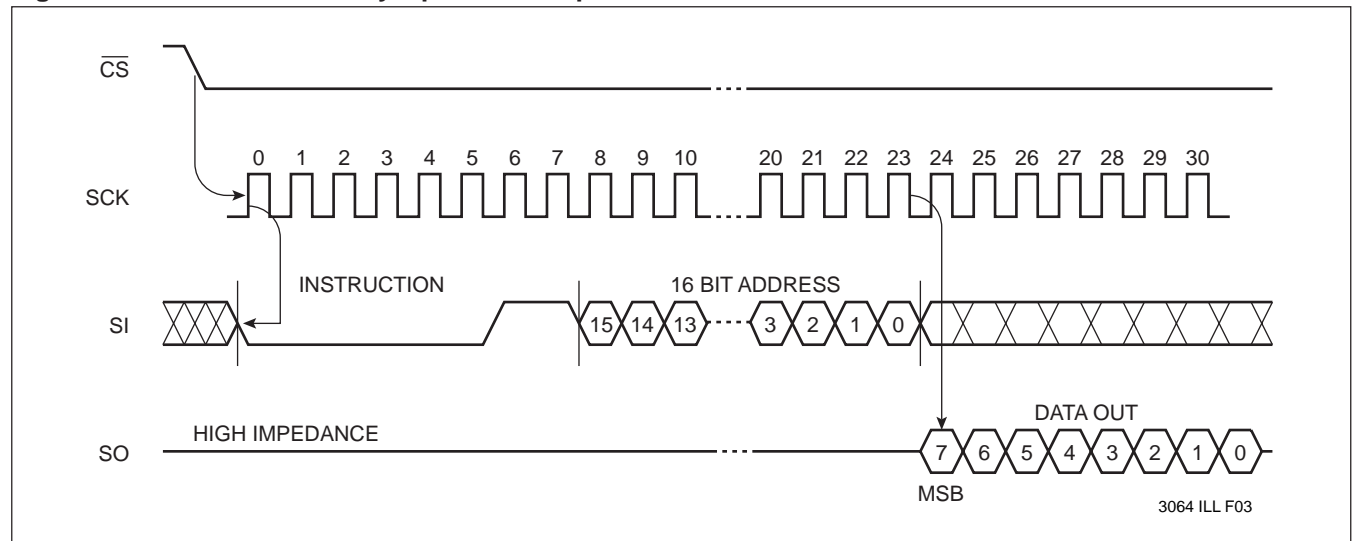 CS
0 1 2 3 4 5 6 7 8 9 10 20 21 22 23 24 25 26 27 28 29 30
SCK
INSTRUCTION 16 BIT ADDRESS
SI 15 14 13 3 2 1 0
DATA OUT
HIGH IMPEDANCE
SO 7 6 5 4 3 2 1 0
MSB
3064 ILL F03